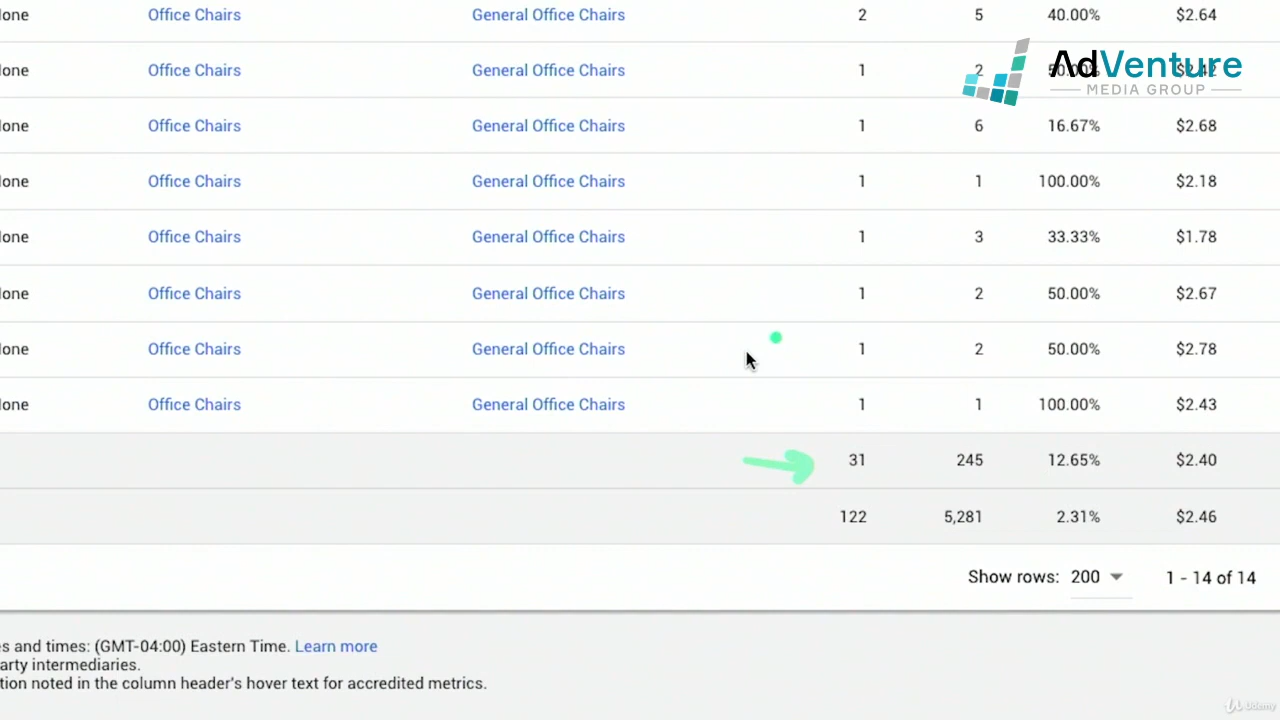 lone Office Chairs General Office Chairs 2 5 40.00% $2.64
AdVenture
MEDIA GROUP
lone Office Chairs General Office Chairs 1 2 50.00% $2.42
lone Office Chairs General Office Chairs 1 6 16.67% $2.68
lone Office Chairs General Office Chairs 1 1 100.00% $2.18
lone Office Chairs General Office Chairs 1 3 33.33% $1.78
lone Office Chairs General Office Chairs 1 2 50.00% $2.67
lone Office Chairs General Office Chairs 1 2 50.00% $2.78
lone Office Chairs General Office Chairs 1 1 100.00% $2.43
31 245 12.65% $2.40
122 5,281 2.31% $2.46
Show rows: 200 1 - 14 of 14
s and times: (GMT-04:00) Eastern Time. Learn more
arty intermediaries.
tion noted in the column header's hover text for accredited metrics.
Udemy